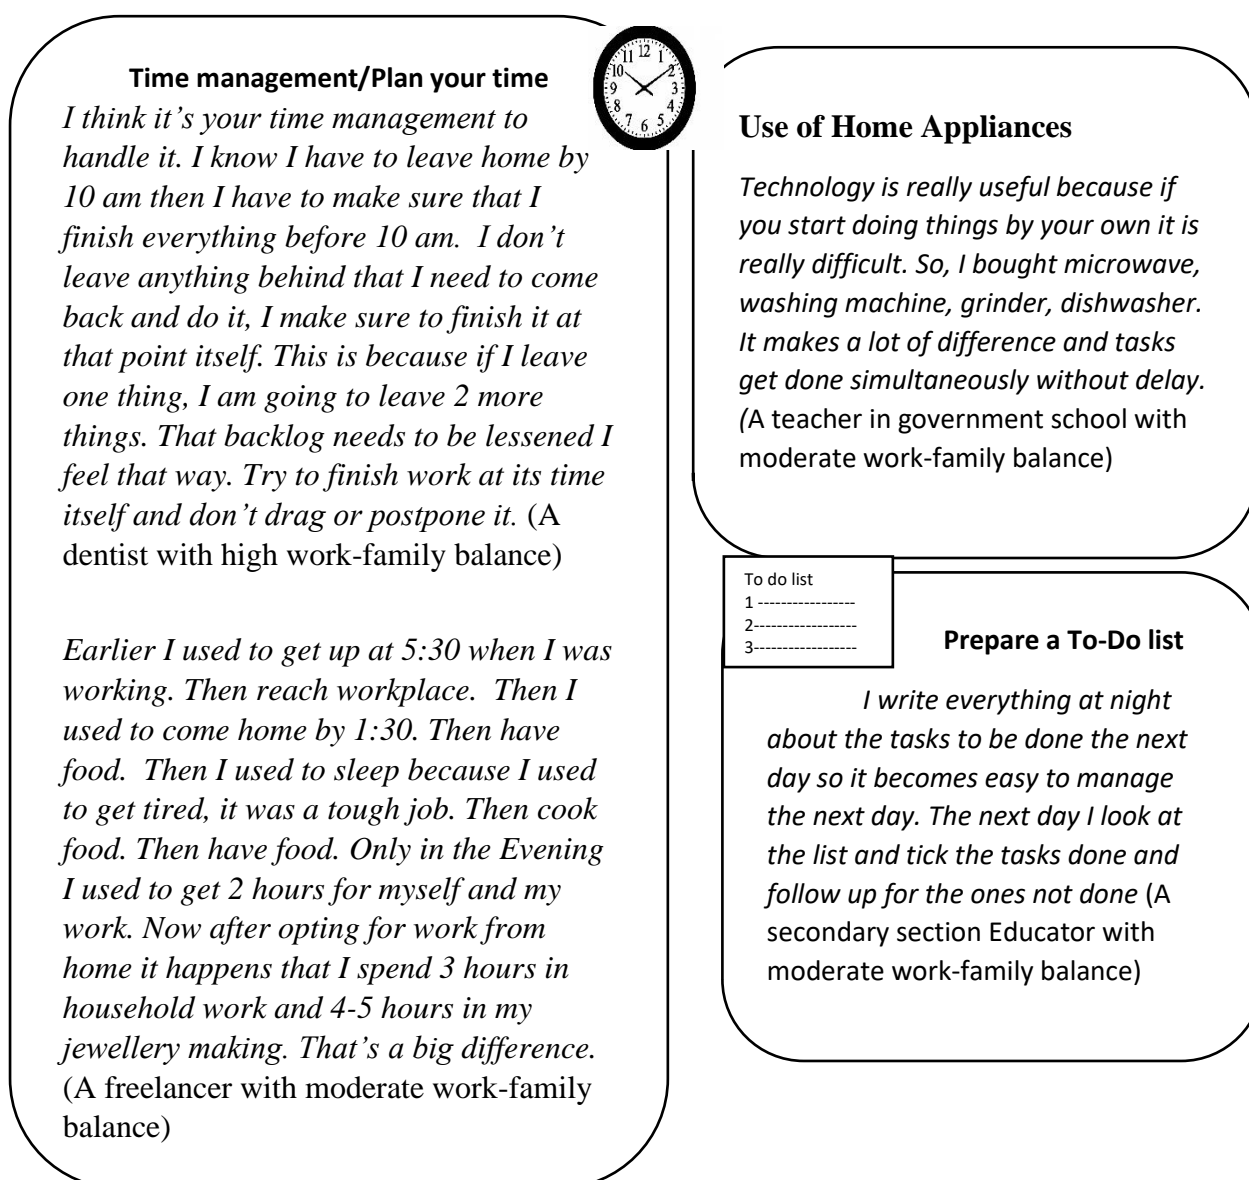 Time management/Plan your time
I think it’s your time management to
handle it. I know I have to leave home by
10 am then I have to make sure that I
finish everything before 10 am.  I don’t
leave anything behind that I need to come
back and do it, I make sure to finish it at
that point itself. This is because if I leave
one thing, I am going to leave 2 more
things. That backlog needs to be lessened I
feel that way. Try to finish work at its time
itself and don’t drag or postpone it. (A
dentist with high work-family balance)
Earlier I used to get up at 5:30 when I was
working. Then reach workplace.  Then I
used to come home by 1:30. Then have
food.  Then I used to sleep because I used
to get tired, it was a tough job. Then cook
food. Then have food. Only in the Evening
I used to get 2 hours for myself and my
work. Now after opting for work from
home it happens that I spend 3 hours in
household work and 4-5 hours in my
jewellery making. That’s a big difference.
(A freelancer with moderate work-family
balance)
11 12 1
10 2
9 3
8 4
7 6 5
Use of Home Appliances
Technology is really useful because if
you start doing things by your own it is
really difficult. So, I bought microwave,
washing machine, grinder, dishwasher.
It makes a lot of difference and tasks
get done simultaneously without delay.
(A teacher in government school with
moderate work-family balance)
To do list
1 -----------------
2------------------
3------------------
Prepare a To-Do list
I write everything at night
about the tasks to be done the next
day so it becomes easy to manage
the next day. The next day I look at
the list and tick the tasks done and
follow up for the ones not done (A
secondary section Educator with
moderate work-family balance)